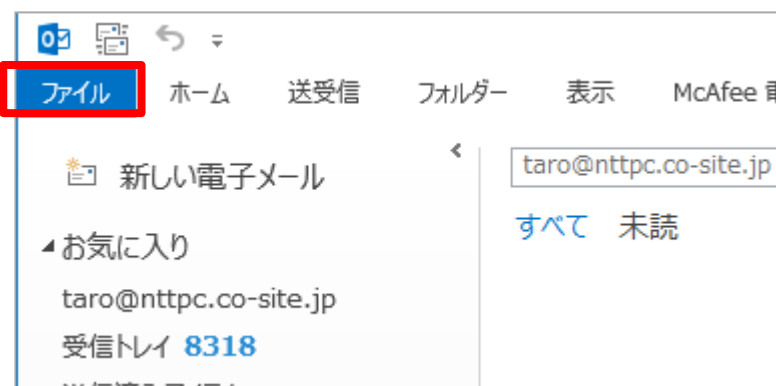 ファイル ホーム 送受信 フォルダー 表示 McAfee
新しい電子メール
taro@nttpc.co-site.jp
すべて 未読
お気に入り
taro@nttpc.co-site.jp
受信トレイ 8318